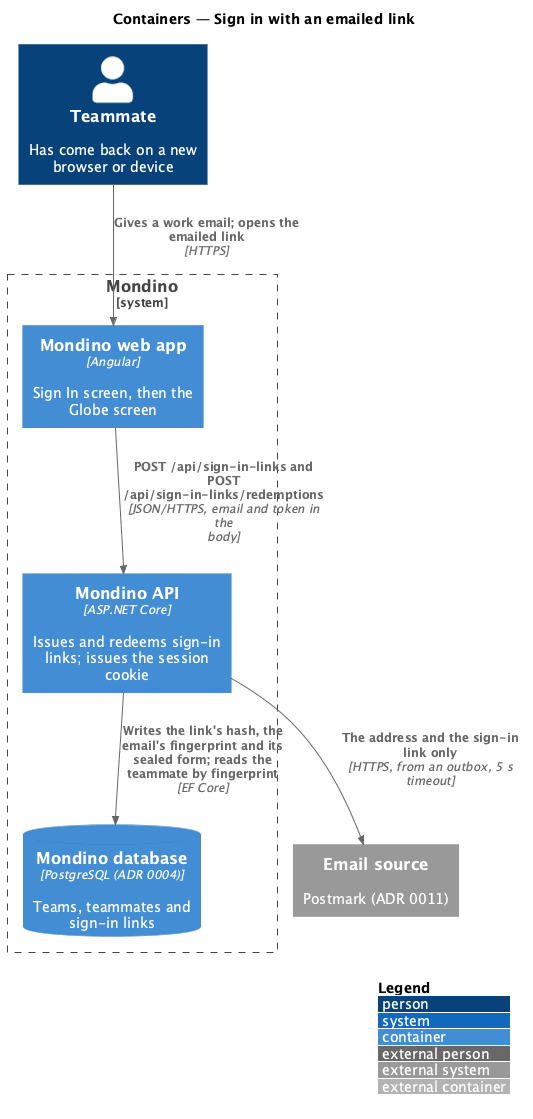 Containers — Sign in with an emailed link
Teammate
Has come back on a new
browser or device
Gives a work email; opens the
emailed link
[HTTPS]
Mondino
[system]
Mondino web app
[Angular]
Sign In screen, then the
Globe screen
POST /api/sign-in-links and
POST
/api/sign-in-links/redemptions
[JSON/HTTPS, email and token in
the
body]
Mondino API
[ASP.NET Core]
Issues and redeems sign-in
links; issues the session
cookie
Writes the link's hash, the
email's fingerprint and its
sealed form; reads the
teammate by fingerprint
[EF Core]
The address and the sign-in
link only
[HTTPS, from an outbox, 5 s
timeout]
Mondino database
[PostgreSQL (ADR 0004)]
Teams, teammates and
sign-in links
Email source
Postmark (ADR 0011)
Legend
person
system
container
external person
external system
external container